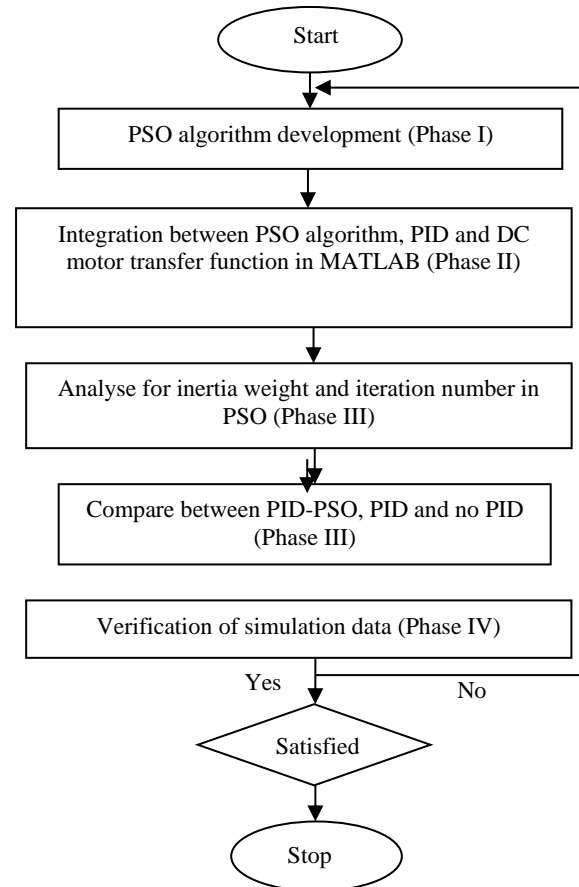 Start
PSO algorithm development (Phase I)
Integration between PSO algorithm, PID and DC
motor transfer function in MATLAB (Phase II)
Analyse for inertia weight and iteration number in
PSO (Phase III)
Compare between PID-PSO, PID and no PID
(Phase III)
Verification of simulation data (Phase IV)
Yes
No
Satisfied
Stop